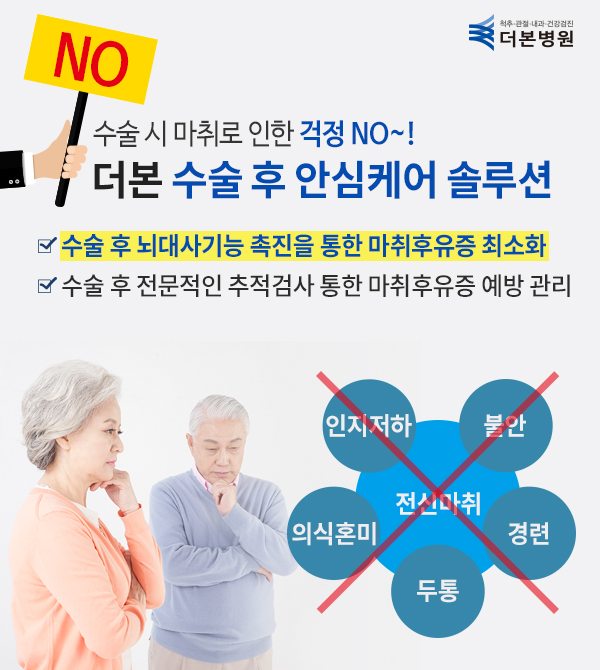 NO
척추·관절·내과·건강검진
더본병원
수술 시 마취로 인한 걱정 NO~!
더본 수술 후 안심케어 솔루션
수술 후 뇌대사기능 촉진을 통한 마취후유증 최소화
수술 후 전문적인 추적검사 통한 마취후유증 예방 관리
인지저하
불안
전신마취
의식혼미
경련
두통